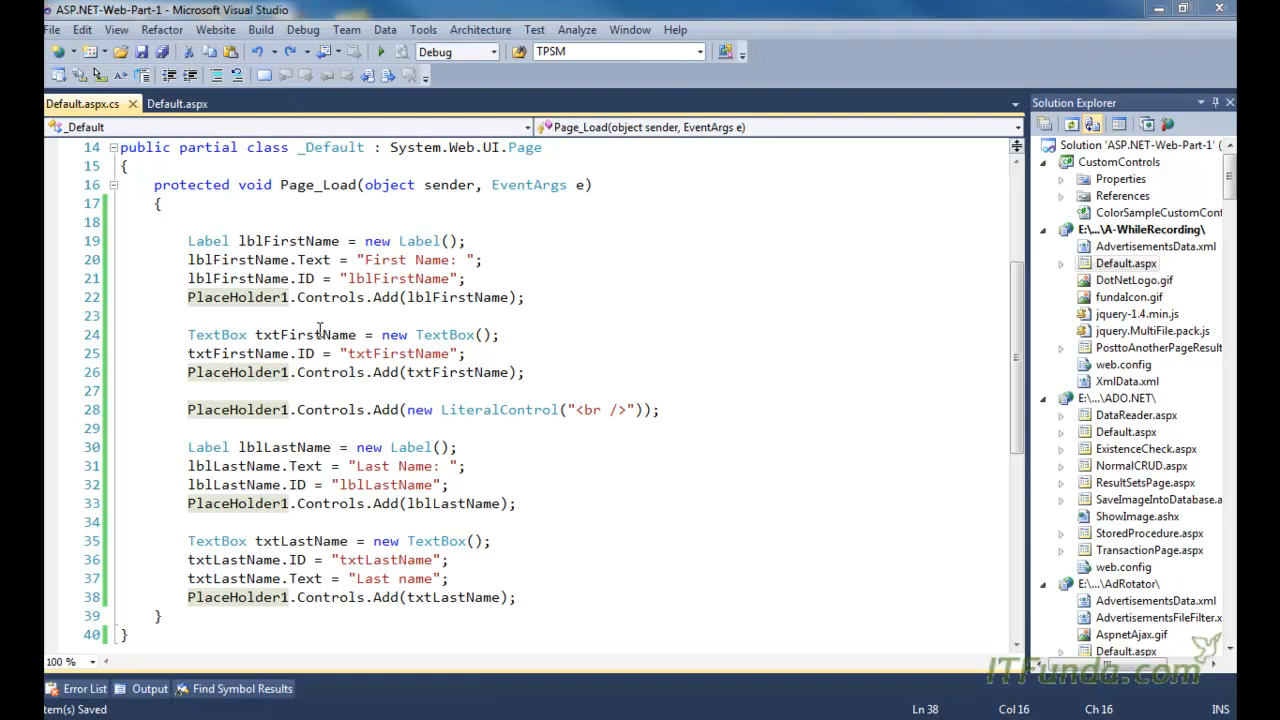 ASP.NET-Web-Part-1 - Microsoft Visual Studio
File Edit View Refactor Website Build Debug Team Data Tools Architecture Test Analyze Window Help
Debug TPSM
Default.aspx.cs Default.aspx
_Default Page_Load(object sender, EventArgs e)
14 public partial class _Default : System.Web.UI.Page
15 {
16 protected void Page_Load(object sender, EventArgs e)
17 {
18
19 Label lblFirstName = new Label();
20 lblFirstName.Text = "First Name: ";
21 lblFirstName.ID = "lblFirstName";
22 PlaceHolder1.Controls.Add(lblFirstName);
23
24 TextBox txtFirstName = new TextBox();
25 txtFirstName.ID = "txtFirstName";
26 PlaceHolder1.Controls.Add(txtFirstName);
27
28 PlaceHolder1.Controls.Add(new LiteralControl("<br />"));
29
30 Label lblLastName = new Label();
31 lblLastName.Text = "Last Name: ";
32 lblLastName.ID = "lblLastName";
33 PlaceHolder1.Controls.Add(lblLastName);
34
35 TextBox txtLastName = new TextBox();
36 txtLastName.ID = "txtLastName";
37 txtLastName.Text = "Last name";
38 PlaceHolder1.Controls.Add(txtLastName);
39 }
40 }
100 %
Solution Explorer
Solution 'ASP.NET-Web-Part-1' (
CustomControls
Properties
References
ColorSampleCustomCont
E:\...\A-WhileRecording\
AdvertisementsData.xml
Default.aspx
DotNetLogo.gif
fundaIcon.gif
jquery-1.4.min.js
jquery.MultiFile.pack.js
PosttoAnotherPageResult
web.config
XmlData.xml
E:\...\ADO.NET\
DataReader.aspx
Default.aspx
ExistenceCheck.aspx
NormalCRUD.aspx
ResultSetsPage.aspx
SaveImageIntoDatabase.a
ShowImage.ashx
StoredProcedure.aspx
TransactionPage.aspx
web.config
E:\...\AdRotator\
AdvertisementsData.xml
AdvertisementsFileFilter.x
AspnetAjax.gif
Default.aspx
ITFunda.com
Error List Output Find Symbol Results
tem(s) Saved Ln 38 Col 16 Ch 16 INS